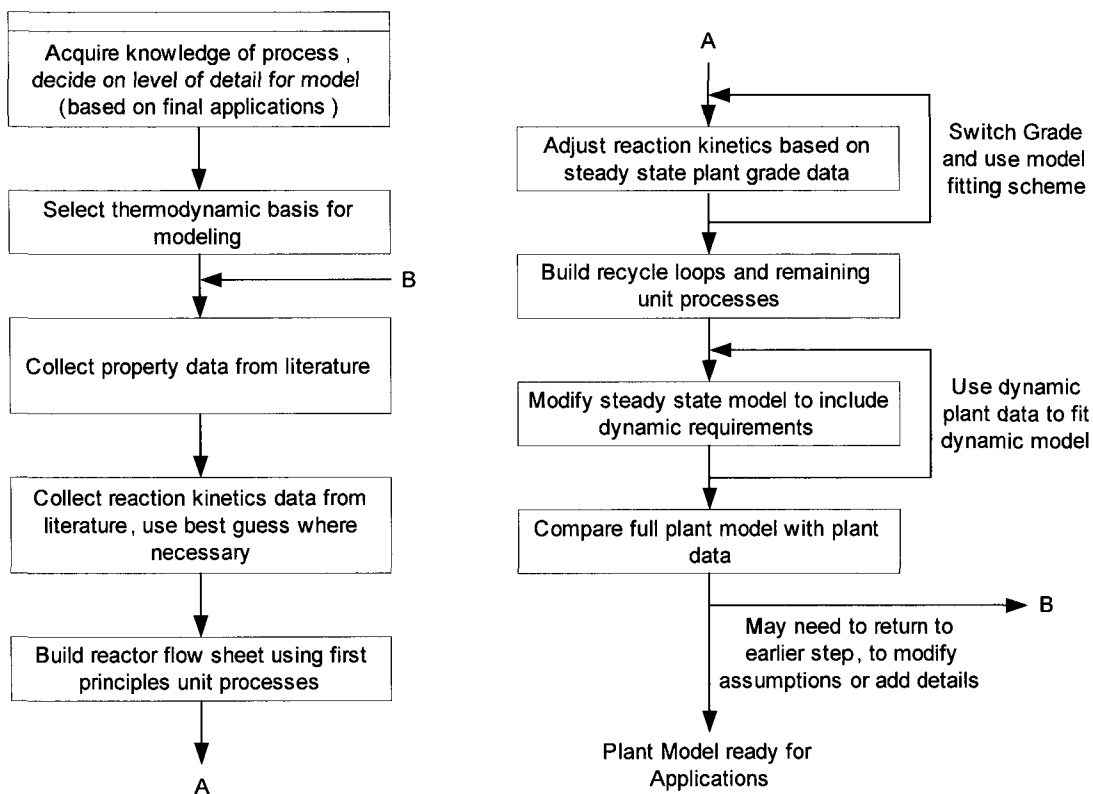 Acquire knowledge of process ,
decide on level of detail for model
(based on final applications )
Select thermodynamic basis for
modeling
B
Collect property data from literature
Collect reaction kinetics data from
literature, use best guess where
necessary
Build reactor flow sheet using first
principles unit processes
A
A
Adjust reaction kinetics based on
steady state plant grade data
Switch Grade
and use model
fitting scheme
Build recycle loops and remaining
unit processes
Modify steady state model to include
dynamic requirements
Use dynamic
plant data to fit
dynamic model
Compare full plant model with plant
data
B
May need to return to
earlier step, to modify
assumptions or add details
Plant Model ready for
Applications